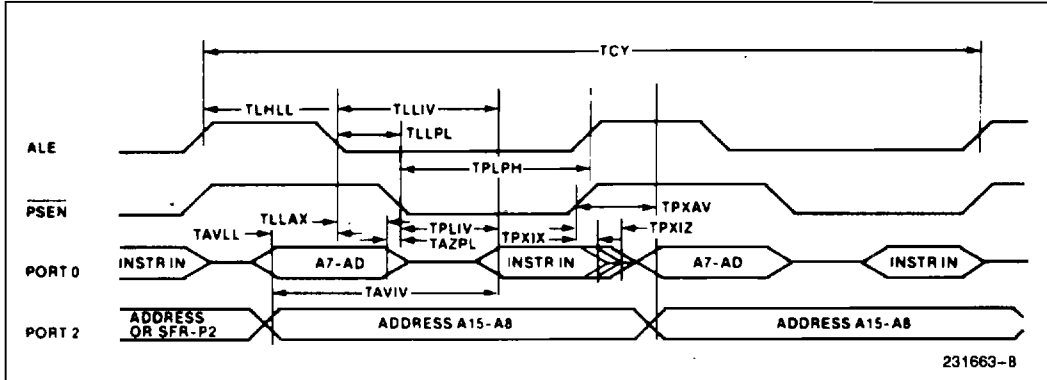 TCY
TLHLL
TLLIV
TLLPL
ALE
TPLPH
PSEN
TLLAX
TPLIV
TPXAV
TAVLL
TAZPL
TPXIX
TPXIZ
PORT 0
INSTR IN
A7-AD
INSTR IN
A7-AD
INSTR IN
TAVIV
PORT 2
ADDRESS
OR SFR-P2
ADDRESS A15-A8
ADDRESS A15-A8
231663-8